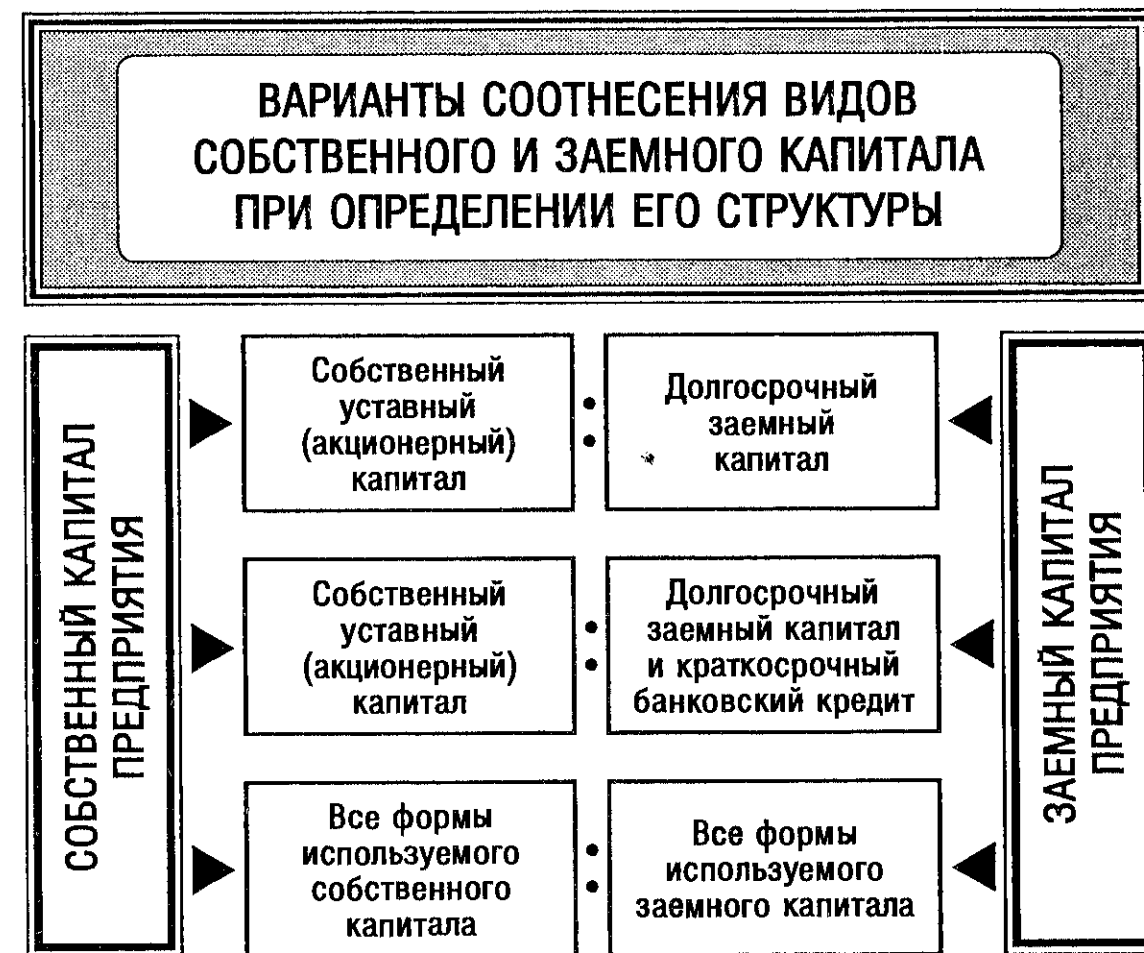 ВАРИАНТЫ СООТНЕСЕНИЯ ВИДОВ
СОБСТВЕННОГО И ЗАЕМНОГО КАПИТАЛА
ПРИ ОПРЕДЕЛЕНИИ ЕГО СТРУКТУРЫ
СОБСТВЕННЫЙ КАПИТАЛ
ПРЕДПРИЯТИЯ
Собственный
уставный
(акционерный)
капитал
:
Долгосрочный
заемный
капитал
Собственный
уставный
(акционерный)
капитал
:
Долгосрочный
заемный капитал
и краткосрочный
банковский кредит
Все формы
используемого
собственного
капитала
:
Все формы
используемого
заемного капитала
ЗАЕМНЫЙ КАПИТАЛ
ПРЕДПРИЯТИЯ